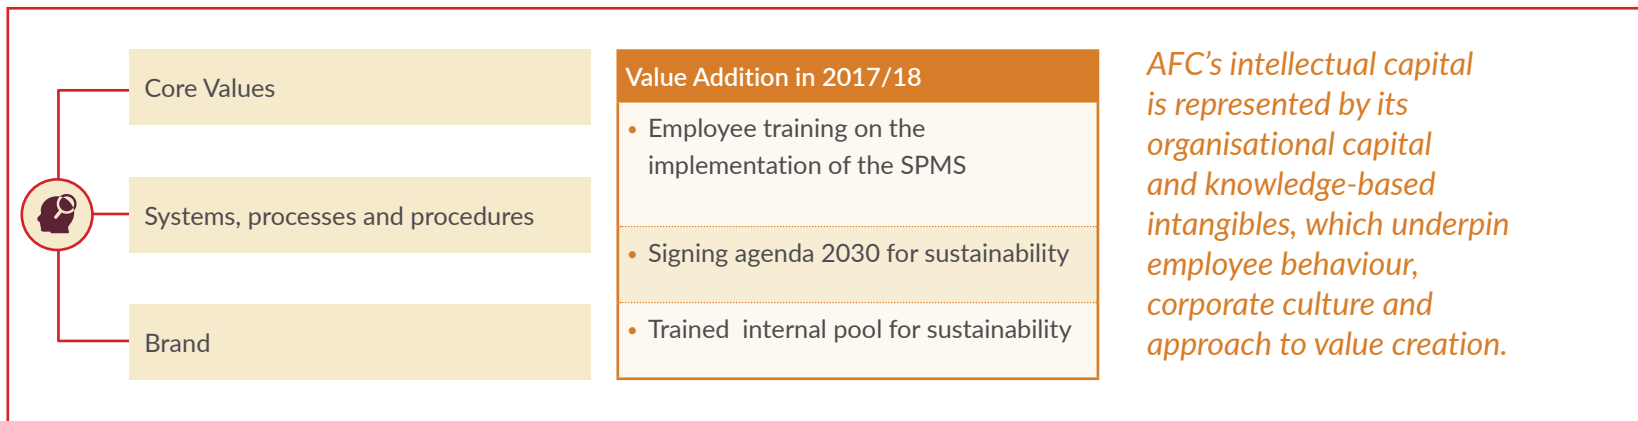 Core Values
Systems, processes and procedures
Brand
Value Addition in 2017/18
• Employee training on the
implementation of the SPMS
• Signing agenda 2030 for sustainability
• Trained internal pool for sustainability
AFC’s intellectual capital
is represented by its
organisational capital
and knowledge-based
intangibles, which underpin
employee behaviour,
corporate culture and
approach to value creation.